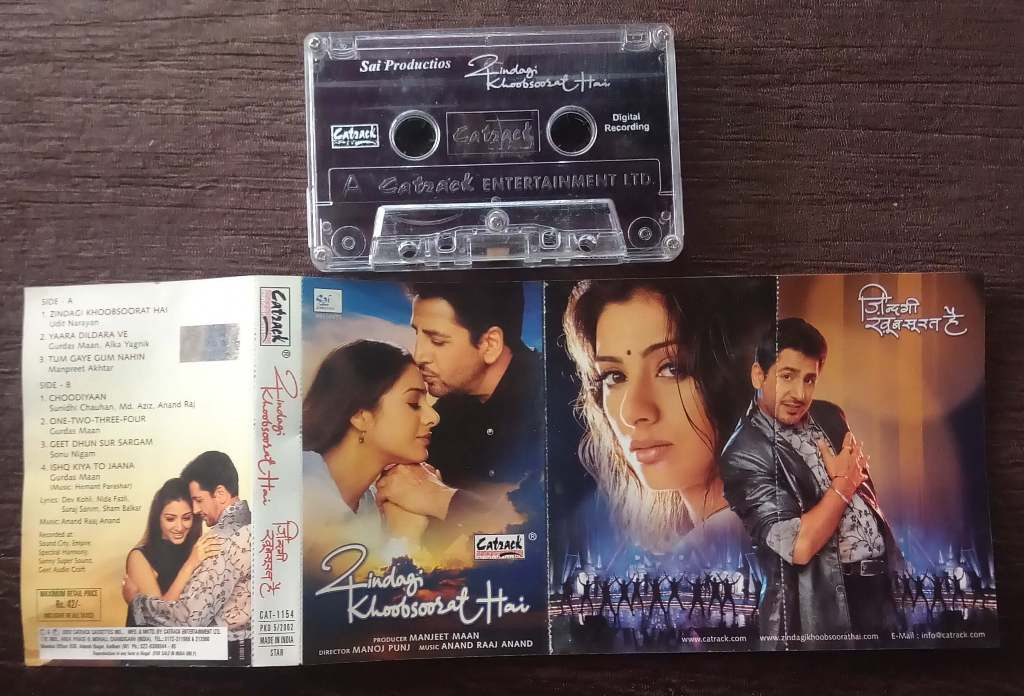 Sai Productios
Zindagi
Khoobsoorat Hai
Catrack
Catrack
Digital
Recording
A Catrack ENTERTAINMENT LTD.
SIDE - A
1. ZINDAGI KHOOBSOORAT HAI
Udit Narayan
2. YAARA DILDARA VE
Gurdas Maan, Alka Yagnik
3. TUM GAYE GUM NAHIN
Manpreet Akhtar
SIDE - B
1. CHOODIYAAN
Sunidhi Chauhan, Md. Aziz, Anand Raj
2. ONE-TWO-THREE-FOUR
Gurdas Maan
3. GEET DHUN SUR SARGAM
Sonu Nigam
4. ISHQ KIYA TO JAANA
Gurdas Maan
(Music: Hemant Parashar)
Lyrics: Dev Kohli, Nida Fazli,
Suraj Sanim, Sham Balkar
Music: Anand Raaj Anand
Recorded at
Sound City, Empire,
Spectral Harmony,
Sunny Super Sound,
Geet Audio Craft
MAXIMUM RETAIL PRICE
Rs. 42/-
INCLUSIVE OF ALL TAXES
Catrack
®
Zindagi
Khoobsoorat Hai
ज़िन्दगी
खूबसूरत है
CAT-1154
PKD 5/2002
MADE IN INDIA
STAR
Sai
Catrack
®
Zindagi
Khoobsoorat Hai
PRODUCER MANJEET MAAN
DIRECTOR MANOJ PUNJ MUSIC ANAND RAAJ ANAND
ज़िन्दगी
खूबसूरत है
www.catrack.com www.zindagikhoobsoorathai.com E-Mail : info@catrack.com